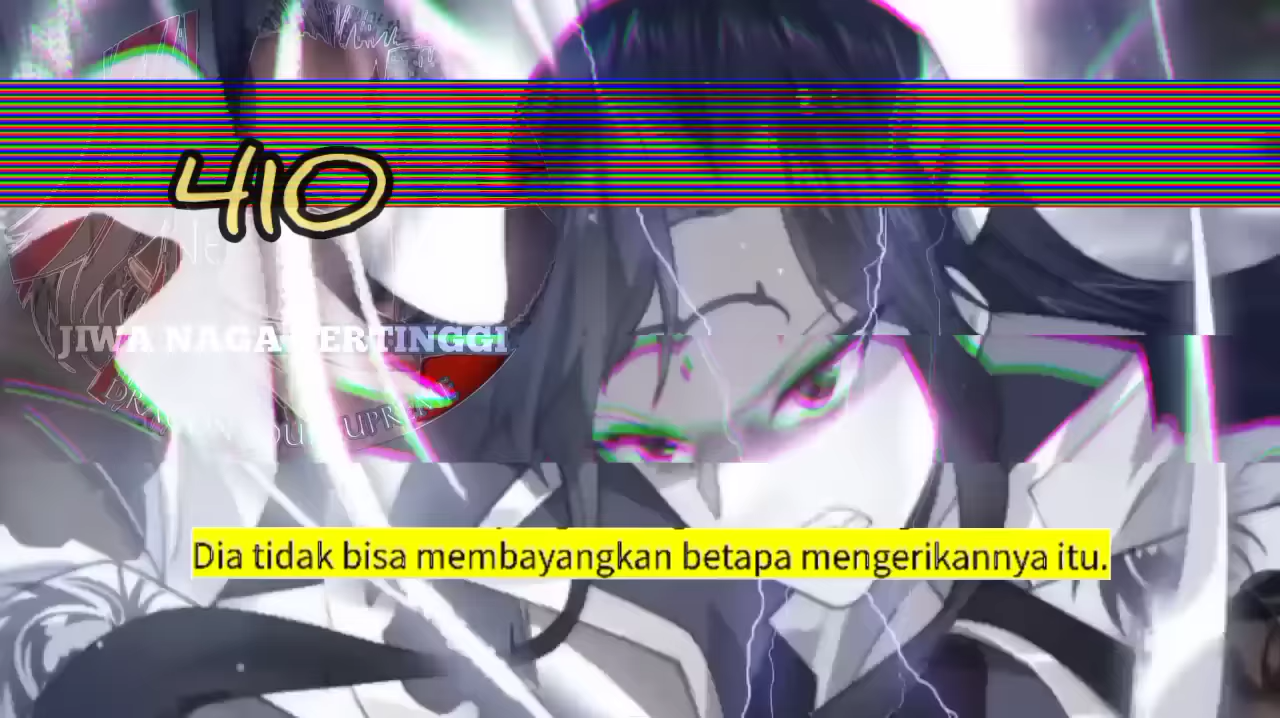 410
JIWA NAGA TERTINGGI
Dia tidak bisa membayangkan betapa mengerikannya itu.